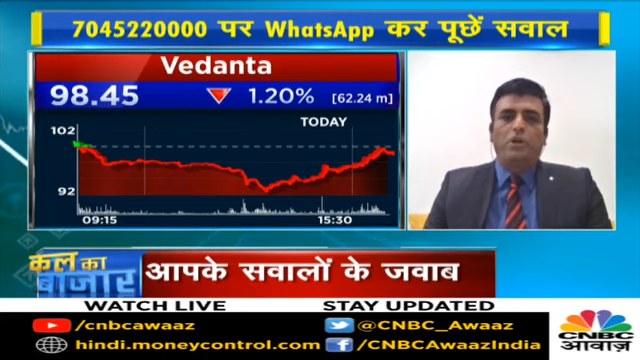 7045220000 पर WhatsApp कर पूछें सवाल
Vedanta
98.45 1.20% [62.24 m]
TODAY
102
92
09:15 15:30
कल का
बाज़ार
आपके सवालों के जवाब
WATCH LIVE STAY UPDATED
/cnbcawaaz /@CNBC_Awaaz
hindi.moneycontrol.com /CNBCAwaazIndia
CNBC
आवाज़